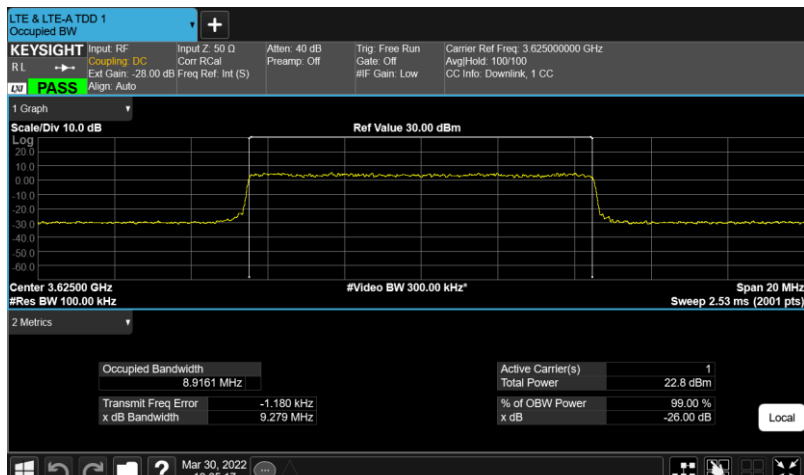 LTE & LTE-A TDD 1
Occupied BW
KEYSIGHT Input: RF Input Z: 50 Ω Atten: 40 dB Trig: Free Run Carrier Ref Freq: 3.625000000 GHz
R L Coupling: DC Corr RCal Preamp: Off Gate: Off Avg|Hold: 100/100
Ext Gain: -28.00 dB Freq Ref: Int (S) #IF Gain: Low CC Info: Downlink, 1 CC
LXI PASS Align: Auto
1 Graph
Scale/Div 10.0 dB Ref Value 30.00 dBm
Log
20.0
10.0
0.00
-10.0
-20.0
-30.0
-40.0
-50.0
-60.0
Center 3.62500 GHz #Video BW 300.00 kHz* Span 20 MHz
#Res BW 100.00 kHz Sweep 2.53 ms (2001 pts)
2 Metrics
Occupied Bandwidth Active Carrier(s) 1
8.9161 MHz Total Power 22.8 dBm
Transmit Freq Error -1.180 kHz % of OBW Power 99.00 %
x dB Bandwidth 9.279 MHz x dB -26.00 dB
Local
? Mar 30, 2022